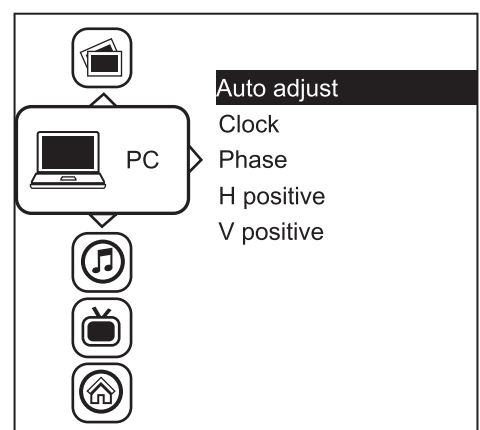 PC
Auto adjust
Clock
Phase
H positive
V positive